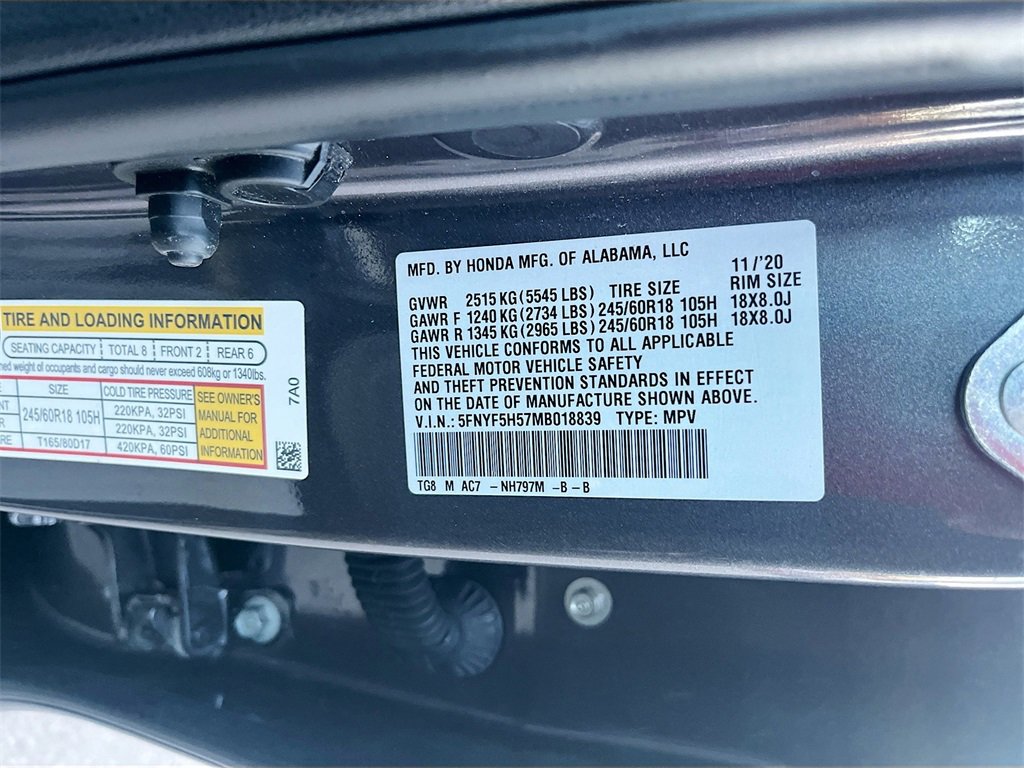 TIRE AND LOADING INFORMATION
SEATING CAPACITY TOTAL 8 FRONT 2 REAR 6
weight of occupants and cargo should never exceed 608kg or 1340lbs.
SIZE COLD TIRE PRESSURE
245/60R18 105H 220KPA, 32PSI
220KPA, 32PSI
T165/80D17 420KPA, 60PSI
SEE OWNER'S
MANUAL FOR
ADDITIONAL
INFORMATION
7A0
MFD. BY HONDA MFG. OF ALABAMA, LLC 11/'20
GVWR 2515 KG (5545 LBS) TIRE SIZE RIM SIZE
GAWR F 1240 KG (2734 LBS) 245/60R18 105H 18X8.0J
GAWR R 1345 KG (2965 LBS) 245/60R18 105H 18X8.0J
THIS VEHICLE CONFORMS TO ALL APPLICABLE
FEDERAL MOTOR VEHICLE SAFETY
AND THEFT PREVENTION STANDARDS IN EFFECT
ON THE DATE OF MANUFACTURE SHOWN ABOVE.
V.I.N.: 5FNYF5H57MB018839 TYPE: MPV
TG8 M AC7 -NH797M -B-B